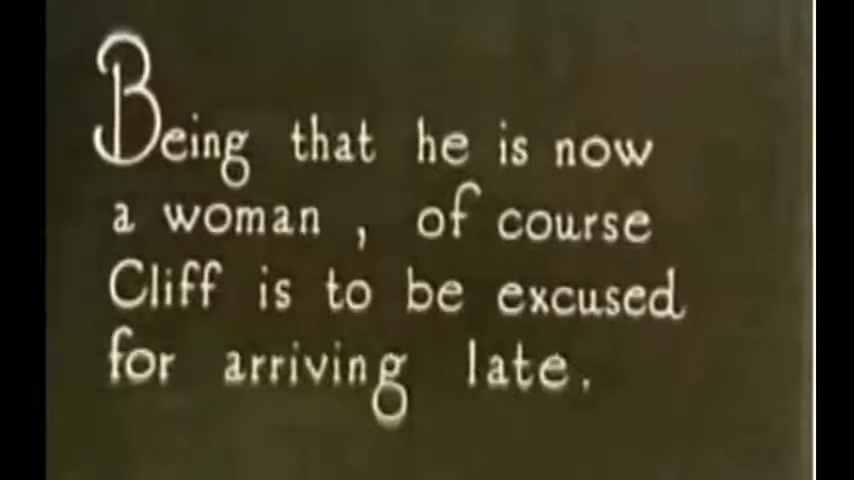 Being that he is now
a woman , of course
Cliff is to be excused
for arriving late.